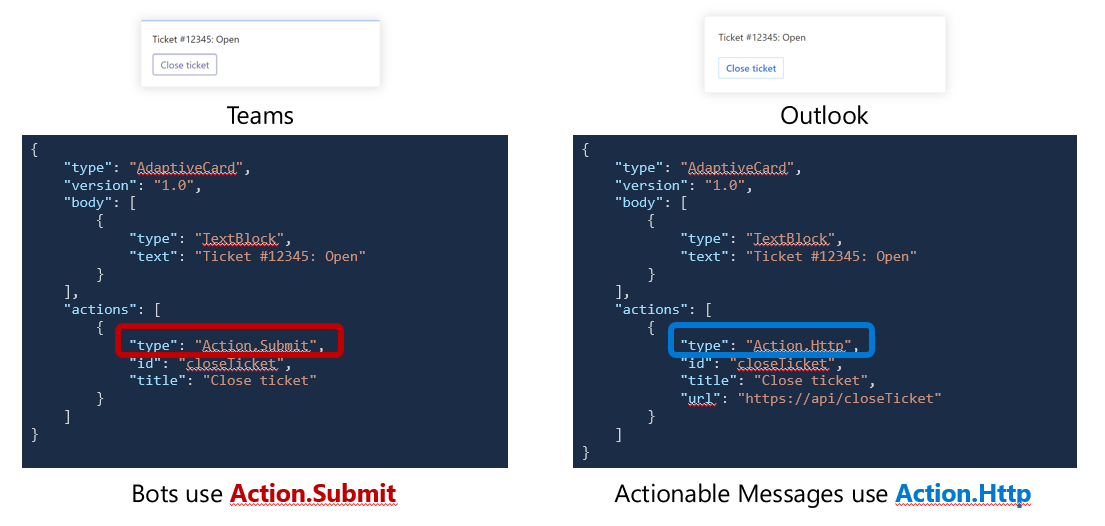 Ticket #12345: Open
Close ticket
Teams
{
    "type": "AdaptiveCard",
    "version": "1.0",
    "body": [
        {
            "type": "TextBlock",
            "text": "Ticket #12345: Open"
        }
    ],
    "actions": [
        {
            "type": "Action.Submit",
            "id": "closeTicket",
            "title": "Close ticket"
        }
    ]
}
Bots use Action.Submit
Ticket #12345: Open
Close ticket
Outlook
{
    "type": "AdaptiveCard",
    "version": "1.0",
    "body": [
        {
            "type": "TextBlock",
            "text": "Ticket #12345: Open"
        }
    ],
    "actions": [
        {
            "type": "Action.Http",
            "id": "closeTicket",
            "title": "Close ticket",
            "url": "https://api/closeTicket"
        }
    ]
}
Actionable Messages use Action.Http